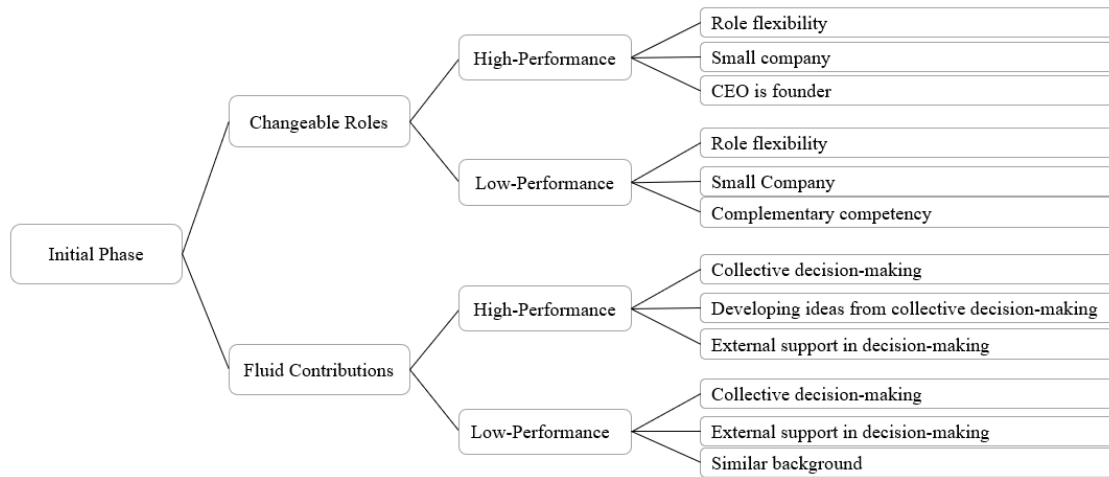 Initial Phase
Changeable Roles
High-Performance
Role flexibility
Small company
CEO is founder
Low-Performance
Role flexibility
Small Company
Complementary competency
Fluid Contributions
High-Performance
Collective decision-making
Developing ideas from collective decision-making
External support in decision-making
Low-Performance
Collective decision-making
External support in decision-making
Similar background